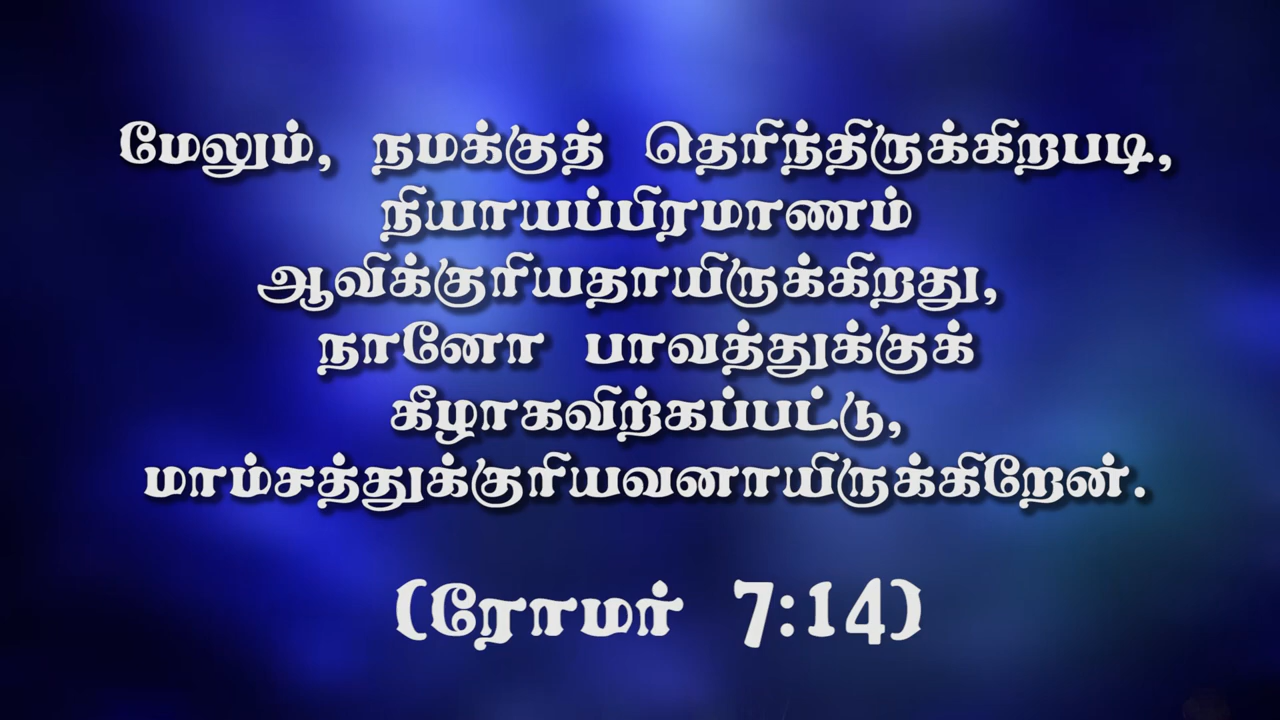 மேலும், நமக்குத் தெரிந்திருக்கிறபடி,
நியாயப்பிரமாணம்
ஆவிக்குரியதாயிருக்கிறது,
நானோ பாவத்துக்குக்
கீழாகவிற்கப்பட்டு,
மாம்சத்துக்குரியவனாயிருக்கிறேன்.
(ரோமர் 7:14)